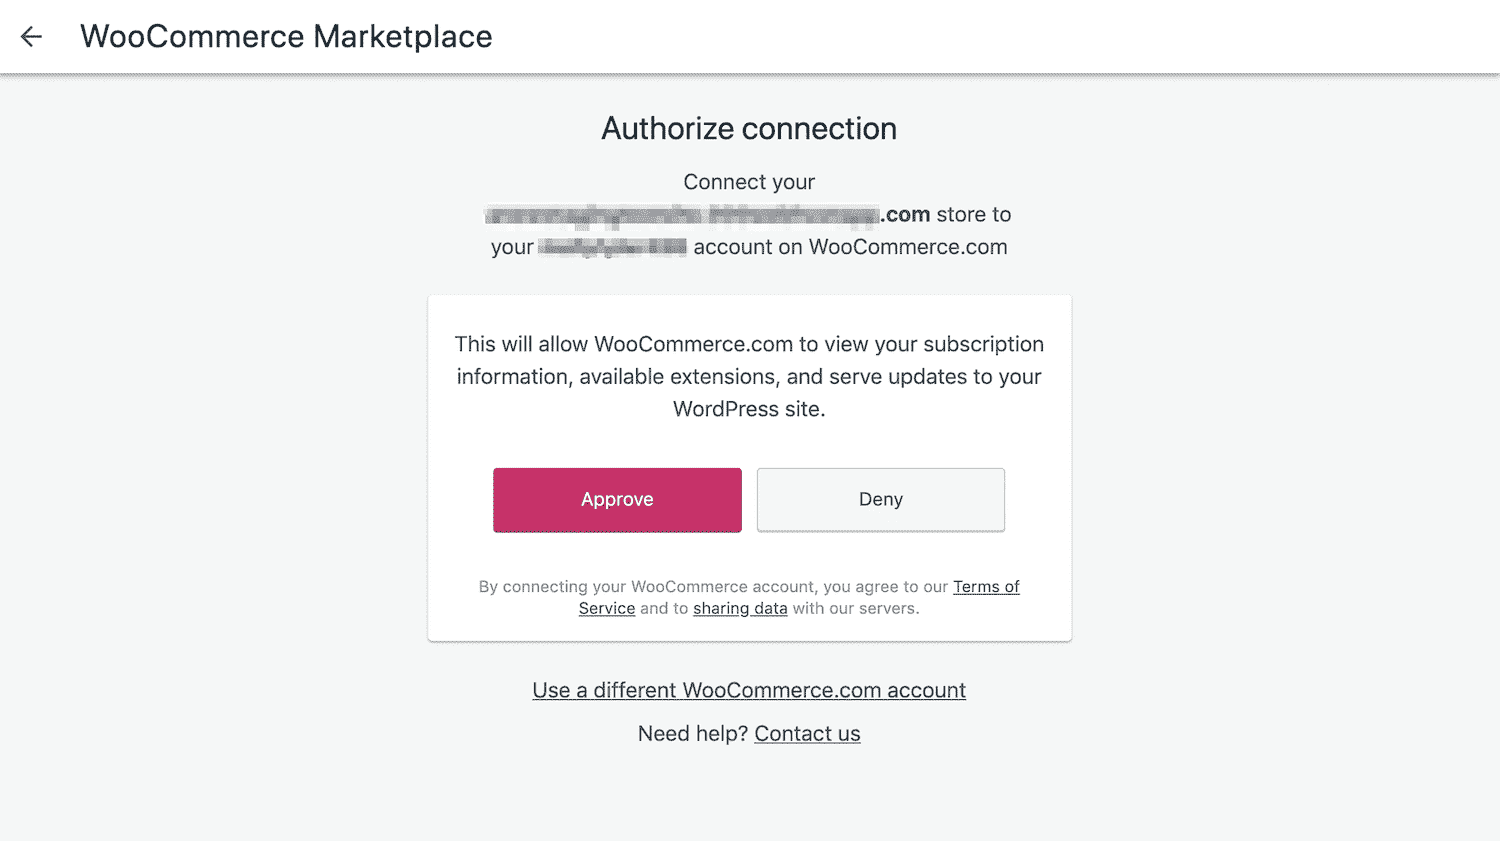 WooCommerce Marketplace
Authorize connection
Connect your
.com store to
your account on WooCommerce.com
This will allow WooCommerce.com to view your subscription
information, available extensions, and serve updates to your
WordPress site.
Approve
Deny
By connecting your WooCommerce account, you agree to our Terms of
Service and to sharing data with our servers.
Use a different WooCommerce.com account
Need help? Contact us